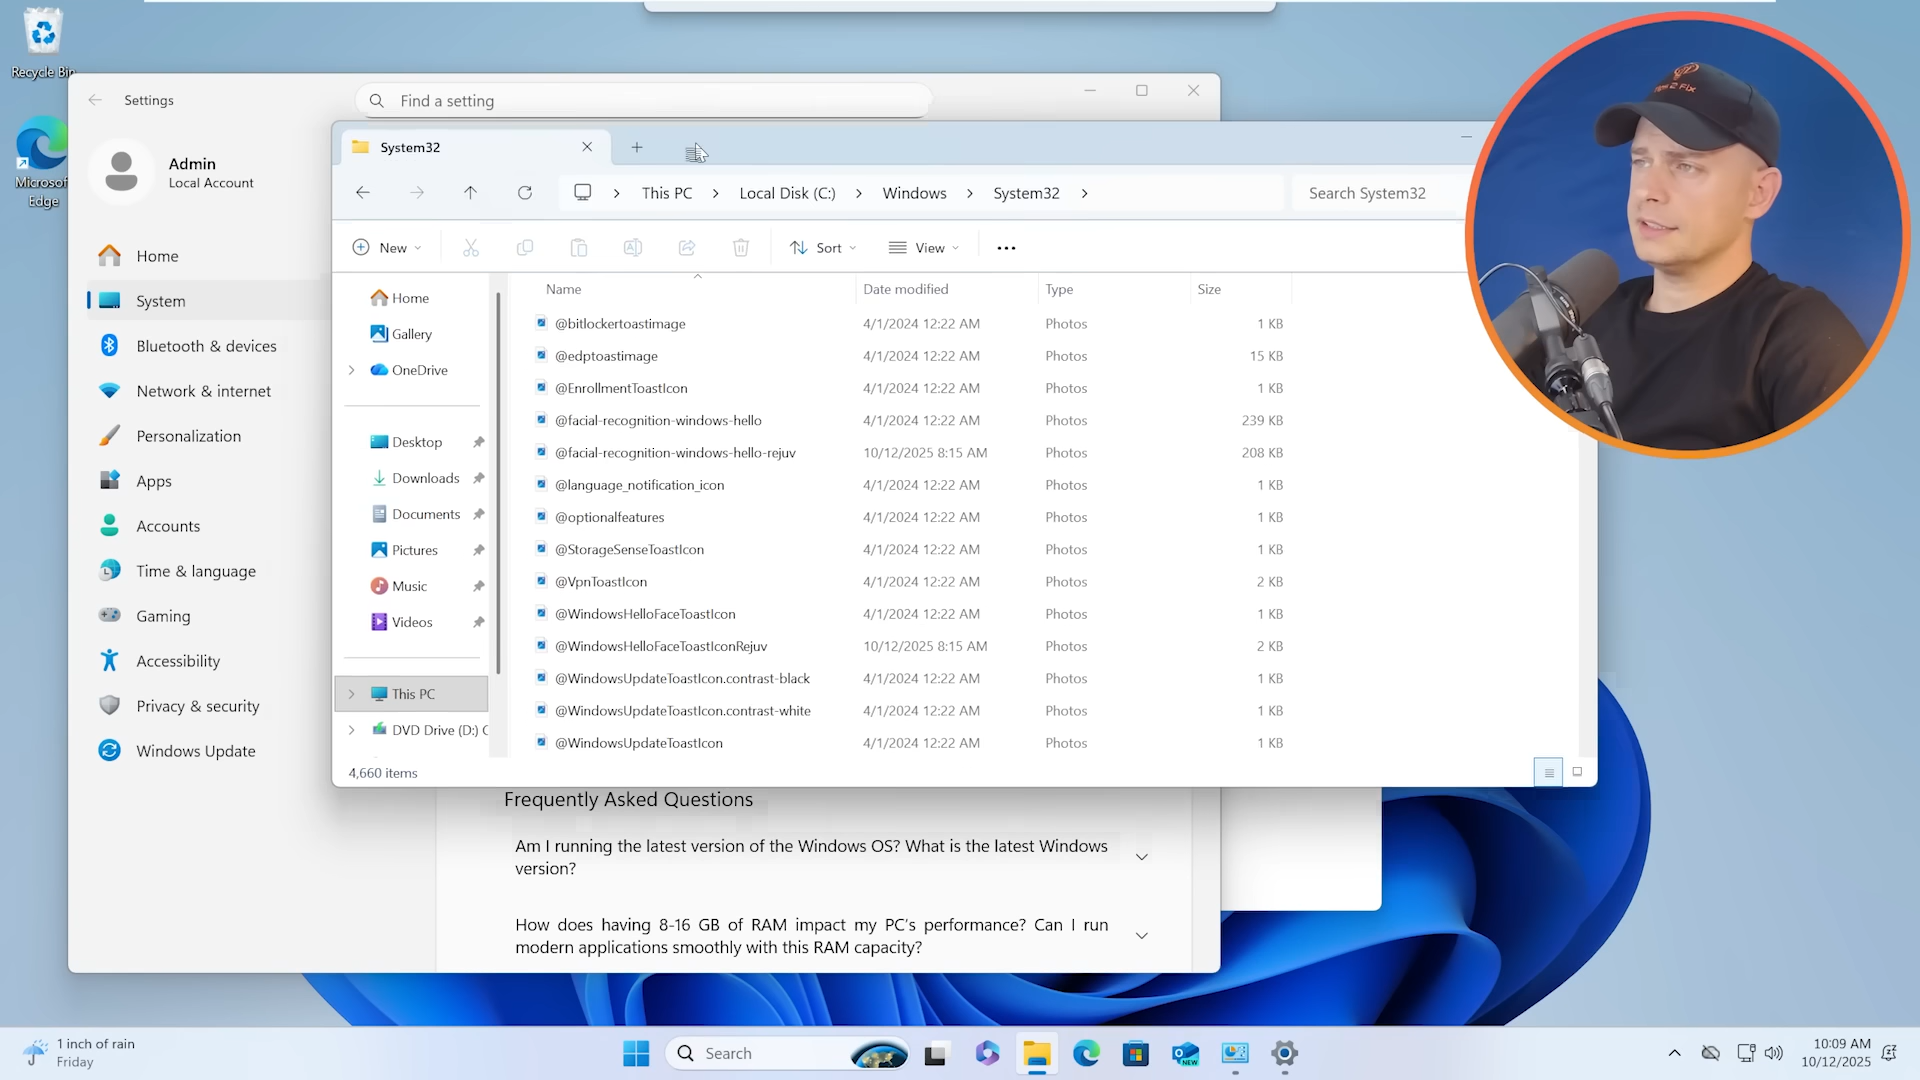 Recycle Bin
Microsof
Edge
Settings
Find a setting
Admin
Local Account
Home
System
Bluetooth & devices
Network & internet
Personalization
Apps
Accounts
Time & language
Gaming
Accessibility
Privacy & security
Windows Update
System32
This PC
Local Disk (C:)
Windows
System32
Search System32
New
Sort
View
Home
Gallery
OneDrive
Desktop
Downloads
Documents
Pictures
Music
Videos
This PC
DVD Drive (D:) C
Name Date modified Type Size
@bitlockertoastimage 4/1/2024 12:22 AM Photos 1 KB
@edptoastimage 4/1/2024 12:22 AM Photos 15 KB
@EnrollmentToastIcon 4/1/2024 12:22 AM Photos 1 KB
@facial-recognition-windows-hello 4/1/2024 12:22 AM Photos 239 KB
@facial-recognition-windows-hello-rejuv 10/12/2025 8:15 AM Photos 208 KB
@language_notification_icon 4/1/2024 12:22 AM Photos 1 KB
@optionalfeatures 4/1/2024 12:22 AM Photos 1 KB
@StorageSenseToastIcon 4/1/2024 12:22 AM Photos 1 KB
@VpnToastIcon 4/1/2024 12:22 AM Photos 2 KB
@WindowsHelloFaceToastIcon 4/1/2024 12:22 AM Photos 1 KB
@WindowsHelloFaceToastIconRejuv 10/12/2025 8:15 AM Photos 2 KB
@WindowsUpdateToastIcon.contrast-black 4/1/2024 12:22 AM Photos 1 KB
@WindowsUpdateToastIcon.contrast-white 4/1/2024 12:22 AM Photos 1 KB
@WindowsUpdateToastIcon 4/1/2024 12:22 AM Photos 1 KB
4,660 items
Frequently Asked Questions
Am I running the latest version of the Windows OS? What is the latest Windows
version?
How does having 8-16 GB of RAM impact my PC's performance? Can I run
modern applications smoothly with this RAM capacity?
1 inch of rain
Friday
Search
NEW
10:09 AM
10/12/2025